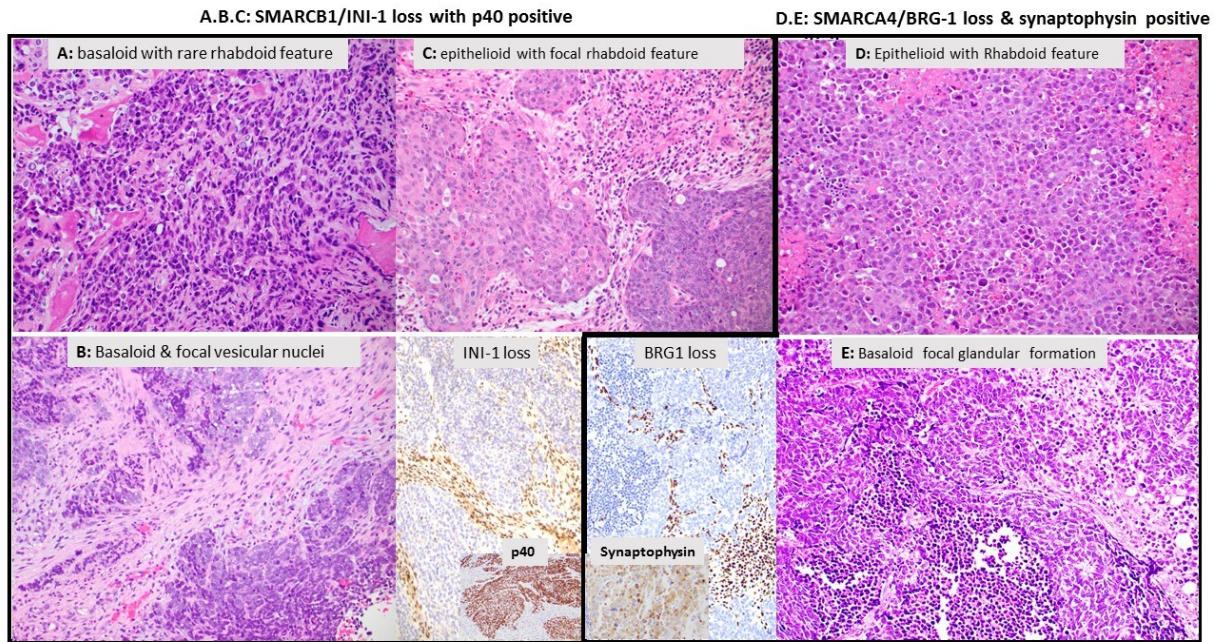 A.B.C: SMARCB1/INI-1 loss with p40 positive
D.E: SMARCA4/BRG-1 loss & synaptophysin positive
A: basaloid with rare rhabdoid feature
C: epithelioid with focal rhabdoid feature
D: Epithelioid with Rhabdoid feature
B: Basaloid & focal vesicular nuclei
INI-1 loss
BRG1 loss
E: Basaloid focal glandular formation
p40
Synaptophysin